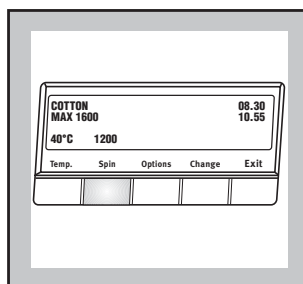 COTTON 08.30
MAX 1600 10.55
40°C 1200
Temp. Spin Options Change Exit